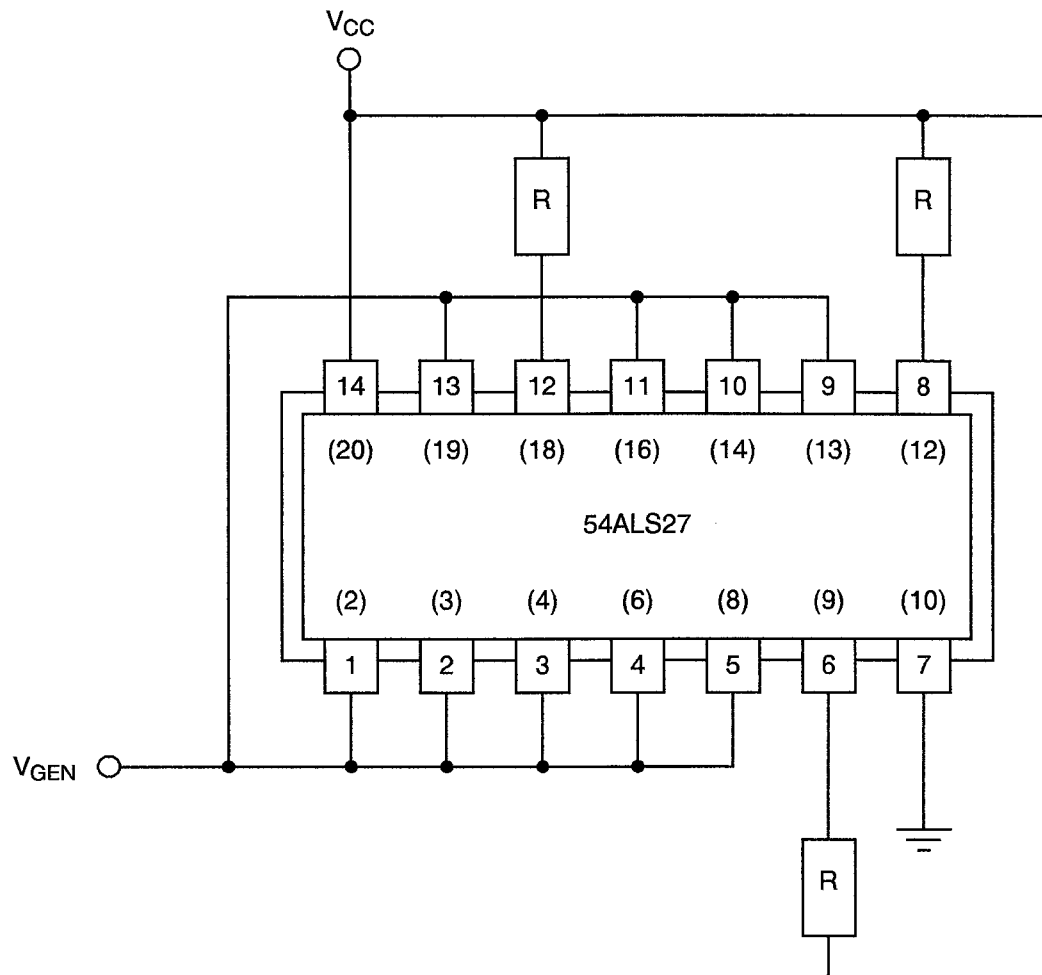 VCC
R R
14 13 12 11 10 9 8
(20) (19) (18) (16) (14) (13) (12)
54ALS27
(2) (3) (4) (6) (8) (9) (10)
1 2 3 4 5 6 7
VGEN
R